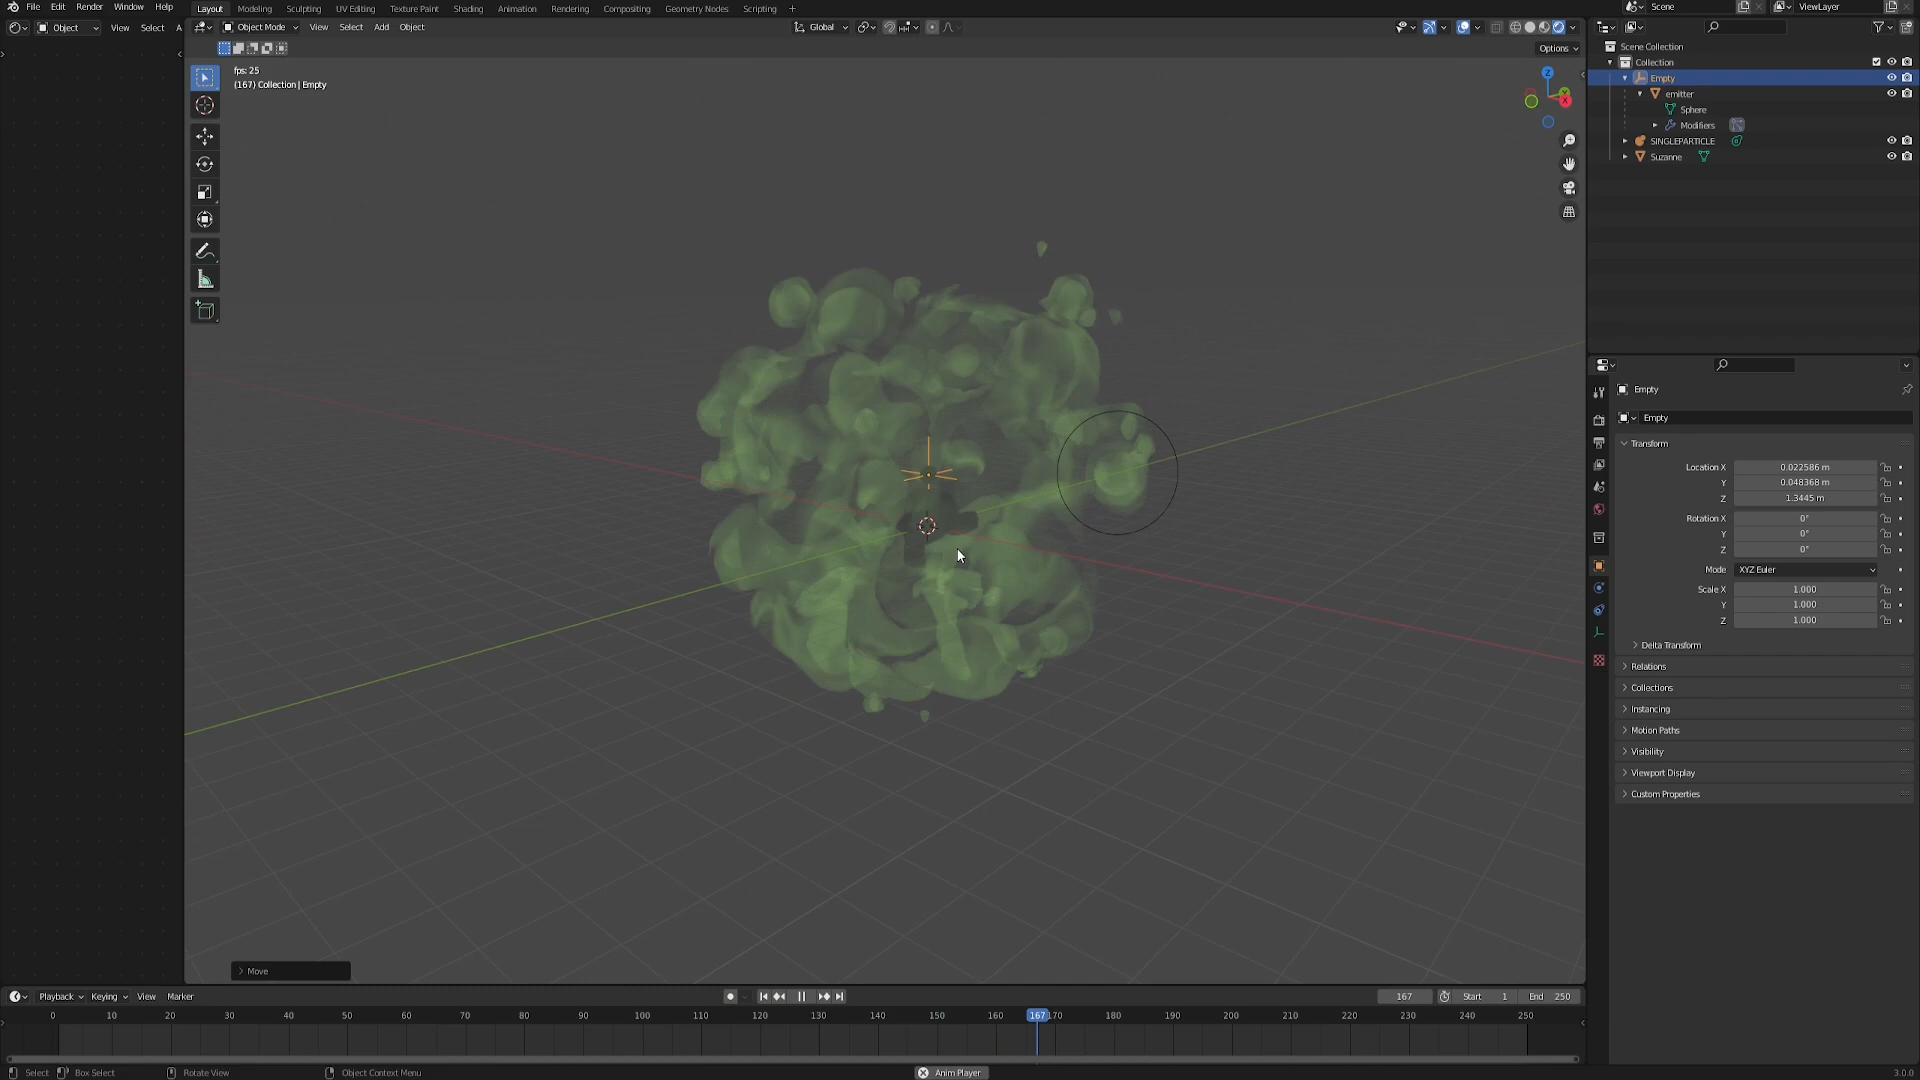 File Edit Render Window Help Layout Modeling Sculpting UV Editing Texture Paint Shading Animation Rendering Compositing Geometry Nodes Scripting + Scene ViewLayer
Object View Select A Object Mode View Select Add Object Global
Options
fps: 25
(167) Collection | Empty
Z
Y
X
Scene Collection
Collection
Empty
emitter
Sphere
Modifiers
SINGLEPARTICLE
Suzanne
Empty
Empty
Transform
Location X 0.022586 m
Y 0.048368 m
Z 1.3445 m
Rotation X 0°
Y 0°
Z 0°
Mode XYZ Euler
Scale X 1.000
Y 1.000
Z 1.000
Delta Transform
Relations
Collections
Instancing
Motion Paths
Visibility
Viewport Display
Custom Properties
Move
Playback Keying View Marker 167 Start 1 End 250
0 10 20 30 40 50 60 70 80 90 100 110 120 130 140 150 160 167 170 180 190 200 210 220 230 240 250
Select Box Select Rotate View Object Context Menu Anim Player 3.0.0